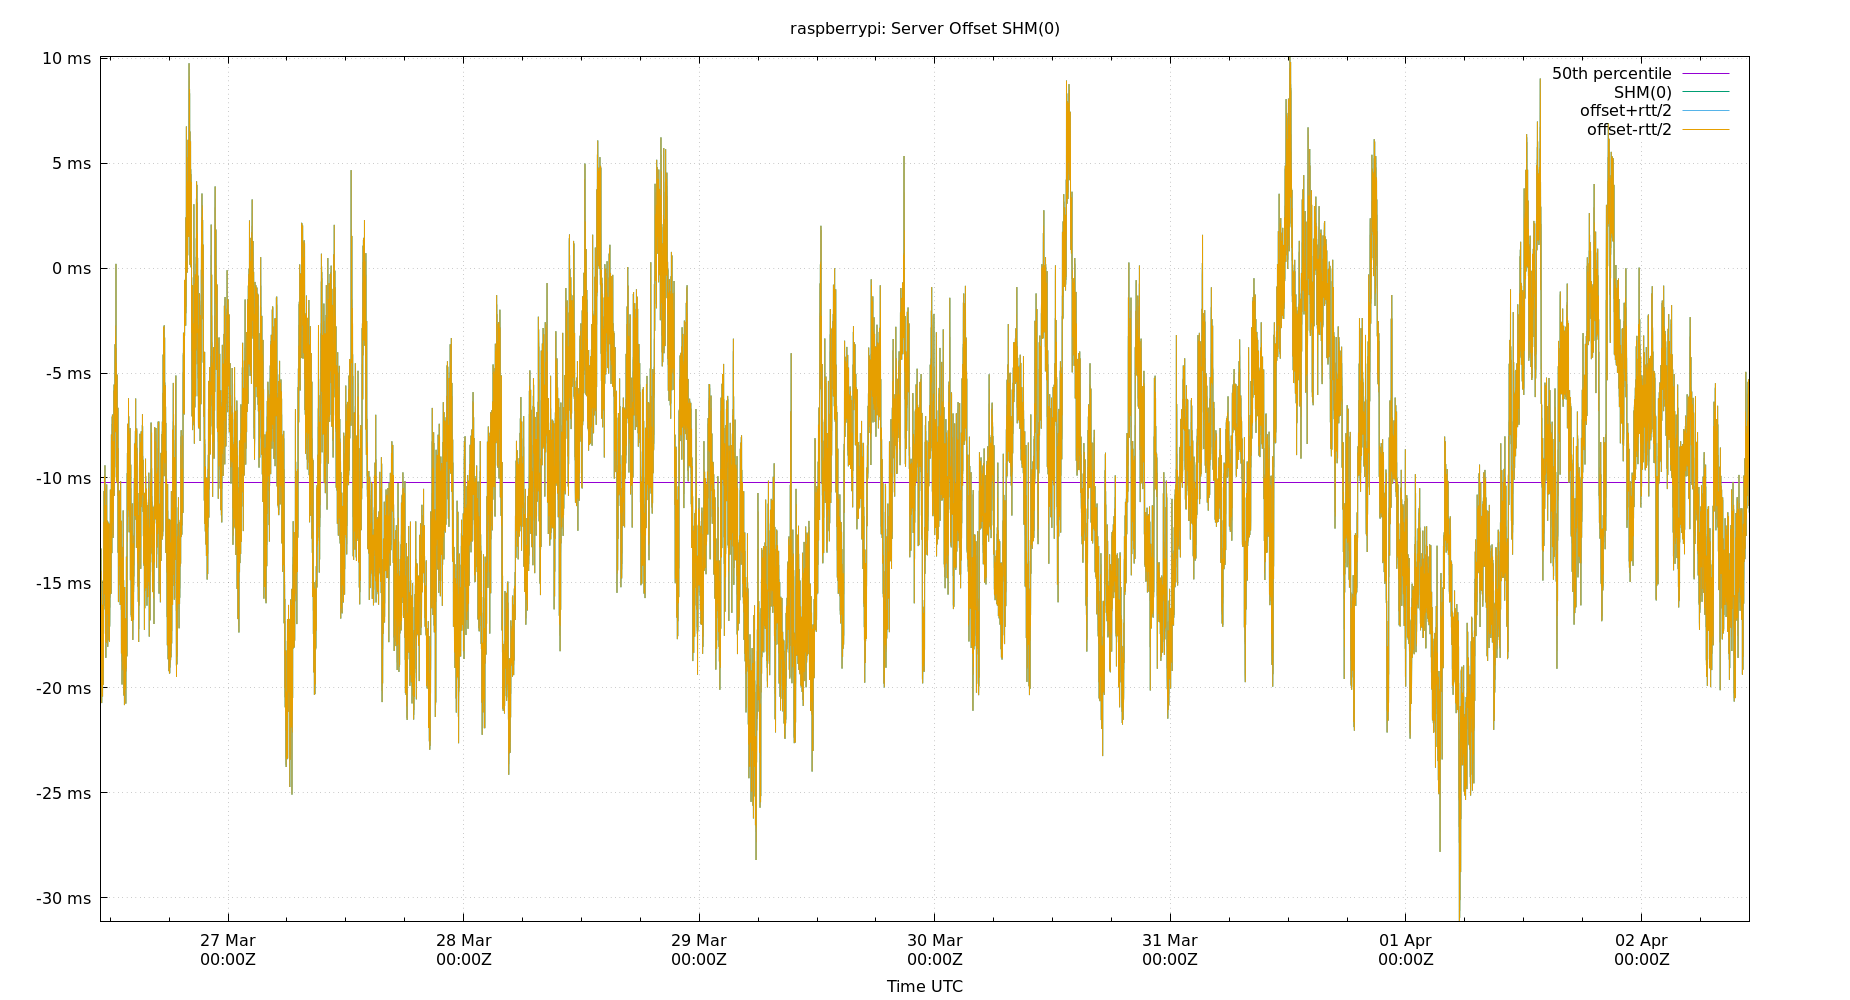 raspberrypi: Server Offset SHM(0)
10 ms
5 ms
0 ms
-5 ms
-10 ms
-15 ms
-20 ms
-25 ms
-30 ms
50th percentile
SHM(0)
offset+rtt/2
offset-rtt/2
27 Mar
00:00Z
28 Mar
00:00Z
29 Mar
00:00Z
30 Mar
00:00Z
31 Mar
00:00Z
01 Apr
00:00Z
02 Apr
00:00Z
Time UTC